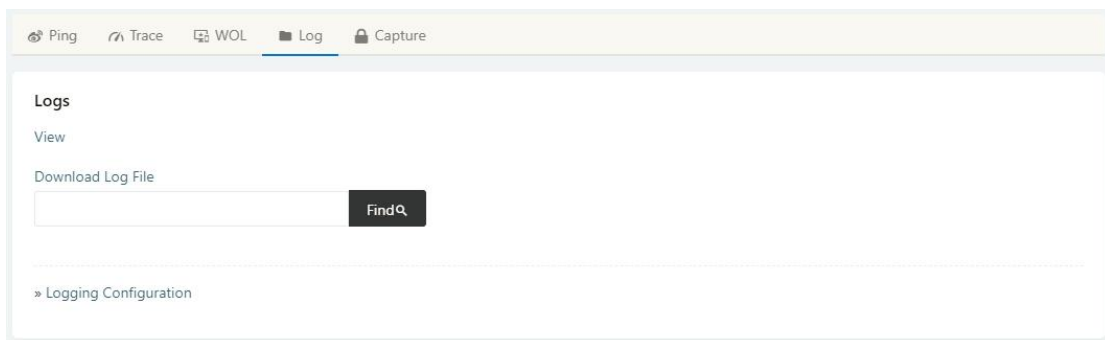 Ping Trace WOL Log Capture
Logs
View
Download Log File
Find
» Logging Configuration